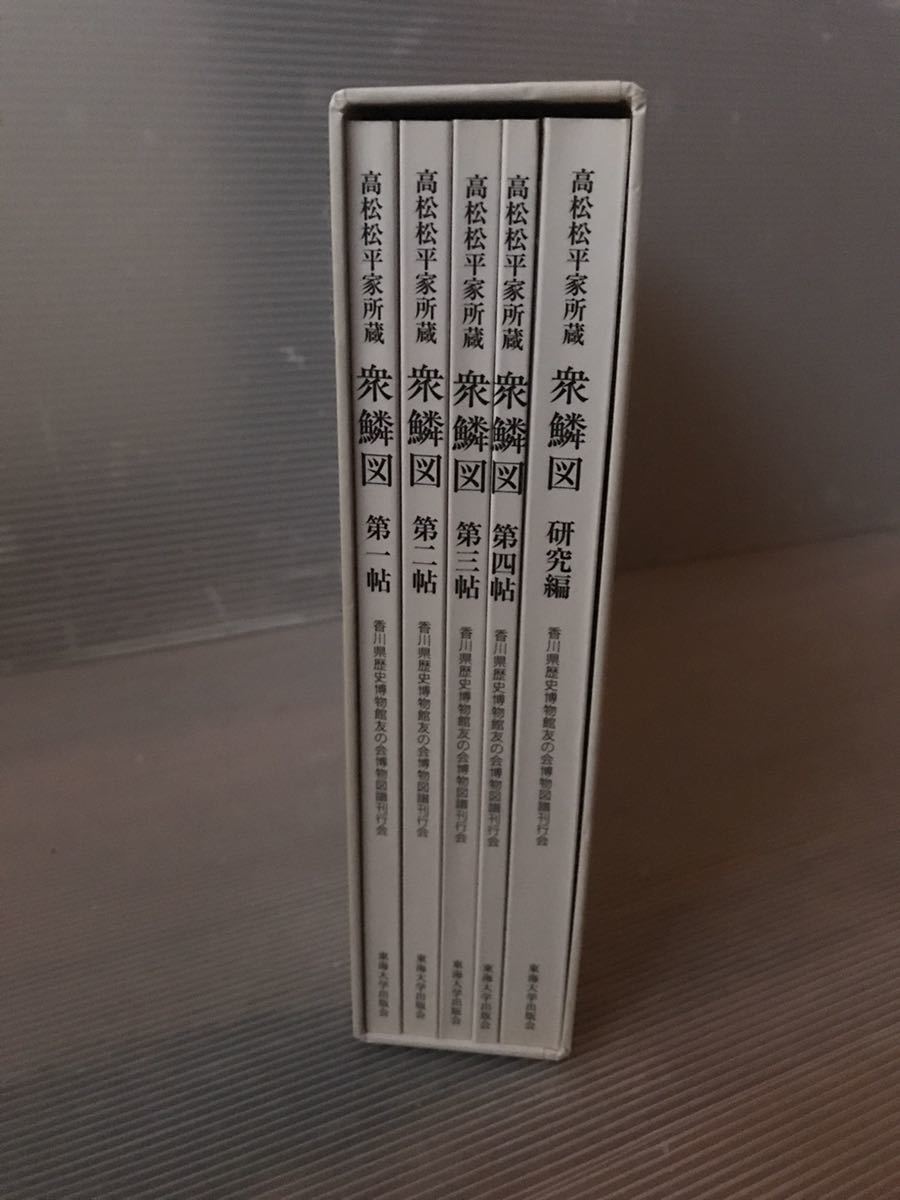 高松松平家所蔵 衆鱗図 第一帖 香川県歴史博物館友の会博物図譜刊行会 東海大学出版会
高松松平家所蔵 衆鱗図 第二帖 香川県歴史博物館友の会博物図譜刊行会 東海大学出版会
高松松平家所蔵 衆鱗図 第三帖 香川県歴史博物館友の会博物図譜刊行会 東海大学出版会
高松松平家所蔵 衆鱗図 第四帖 香川県歴史博物館友の会博物図譜刊行会 東海大学出版会
高松松平家所蔵 衆鱗図 研究編 香川県歴史博物館友の会博物図譜刊行会 東海大学出版会